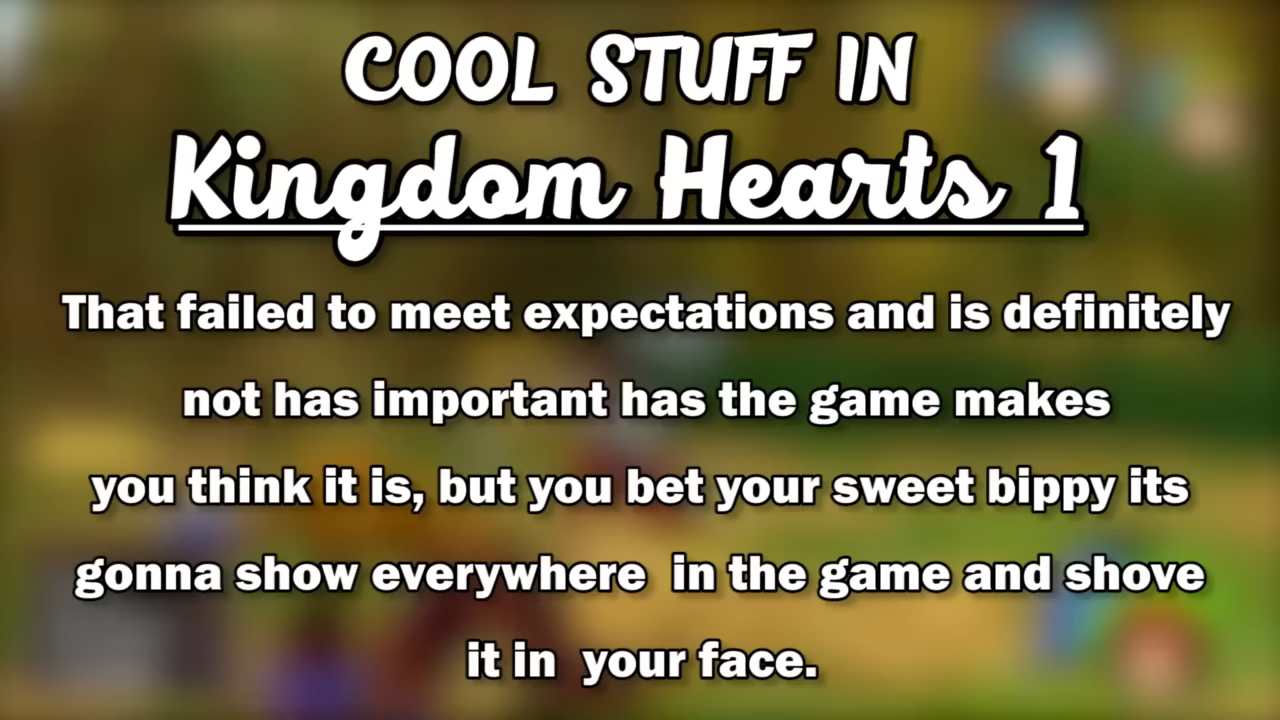 COOL STUFF IN
Kingdom Hearts 1
That failed to meet expectations and is definitely
not has important has the game makes
you think it is, but you bet your sweet bippy its
gonna show everywhere in the game and shove
it in your face.